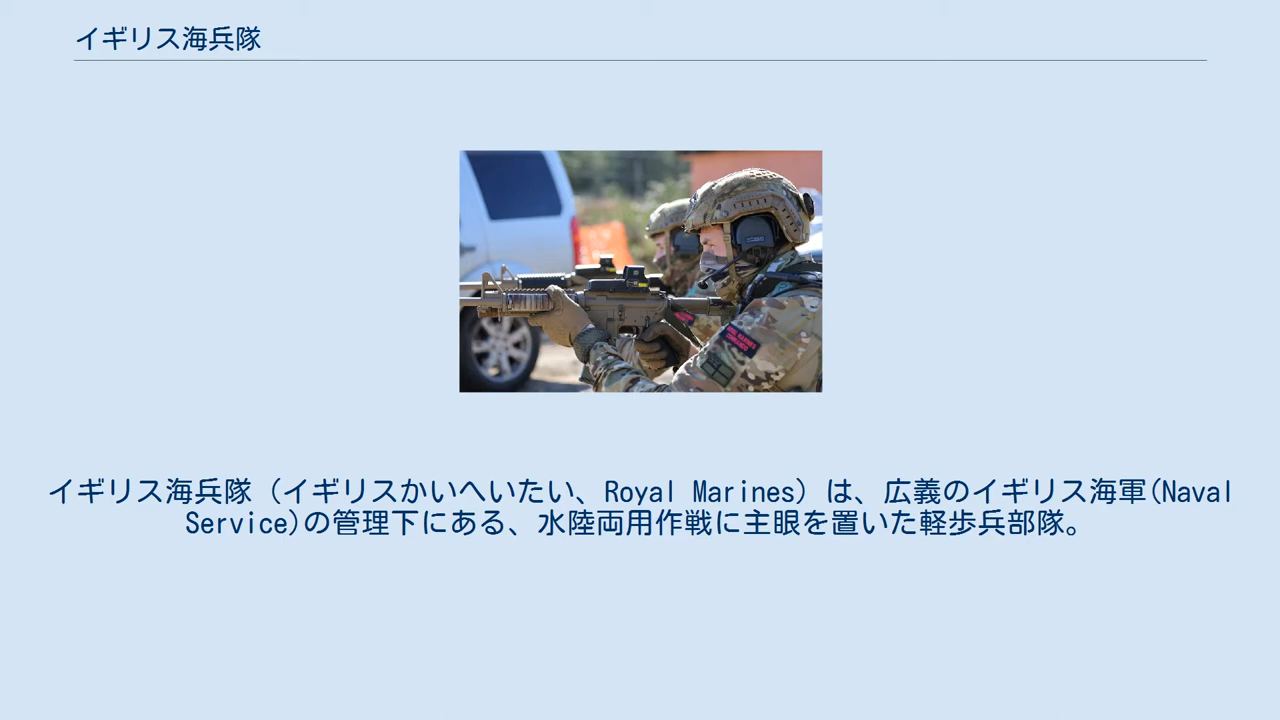 イギリス海兵隊
ROYAL MARINES
COMMANDO
イギリス海兵隊（イギリスかいへいたい、Royal Marines）は、広義のイギリス海軍(Naval
Service)の管理下にある、水陸両用作戦に主眼を置いた軽歩兵部隊。